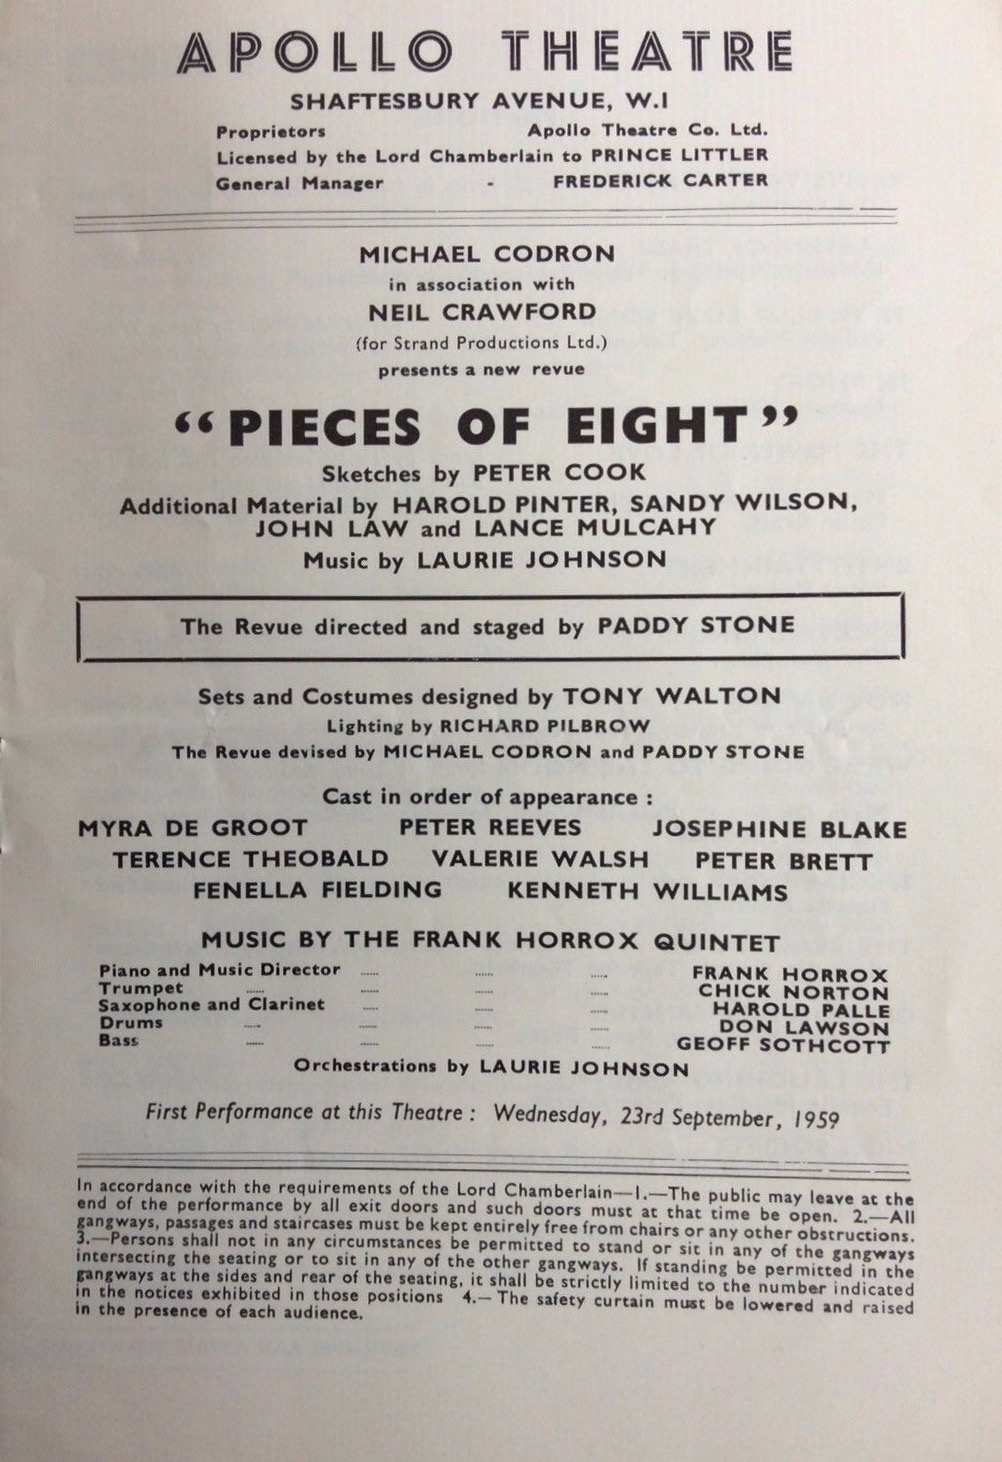 APOLLO THEATRE
SHAFTESBURY AVENUE, W.I
Proprietors Apollo Theatre Co. Ltd.
Licensed by the Lord Chamberlain to PRINCE LITTLER
General Manager - FREDERICK CARTER
MICHAEL CODRON
in association with
NEIL CRAWFORD
(for Strand Productions Ltd.)
presents a new revue
“PIECES OF EIGHT”
Sketches by PETER COOK
Additional Material by HAROLD PINTER, SANDY WILSON,
JOHN LAW and LANCE MULCAHY
Music by LAURIE JOHNSON
The Revue directed and staged by PADDY STONE
Sets and Costumes designed by TONY WALTON
Lighting by RICHARD PILBROW
The Revue devised by MICHAEL CODRON and PADDY STONE
Cast in order of appearance :
MYRA DE GROOT PETER REEVES JOSEPHINE BLAKE
TERENCE THEOBALD VALERIE WALSH PETER BRETT
FENELLA FIELDING KENNETH WILLIAMS
MUSIC BY THE FRANK HORROX QUINTET
Piano and Music Director ...... ...... ...... FRANK HORROX
Trumpet ...... ...... ...... ...... CHICK NORTON
Saxophone and Clarinet ...... ...... ...... HAROLD PALLE
Drums ...... ...... ...... ...... DON LAWSON
Bass ...... ...... ...... ...... GEOFF SOTHCOTT
Orchestrations by LAURIE JOHNSON
First Performance at this Theatre : Wednesday, 23rd September, 1959
In accordance with the requirements of the Lord Chamberlain—1.—The public may leave at the
end of the performance by all exit doors and such doors must at that time be open. 2.—All
gangways, passages and staircases must be kept entirely free from chairs or any other obstructions.
3.—Persons shall not in any circumstances be permitted to stand or sit in any of the gangways
intersecting the seating or to sit in any of the other gangways. If standing be permitted in the
gangways at the sides and rear of the seating, it shall be strictly limited to the number indicated
in the notices exhibited in those positions 4.—The safety curtain must be lowered and raised
in the presence of each audience.